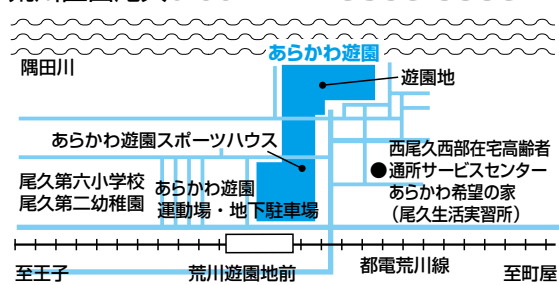 あらかわ遊園
隅田川
遊園地
あらかわ遊園スポーツハウス
西尾久西部在宅高齢者
通所サービスセンター
あらかわ希望の家
（尾久生活実習所）
尾久第六小学校
尾久第二幼稚園
あらかわ遊園
運動場・地下駐車場
至王子
荒川遊園地前
都電荒川線
至町屋